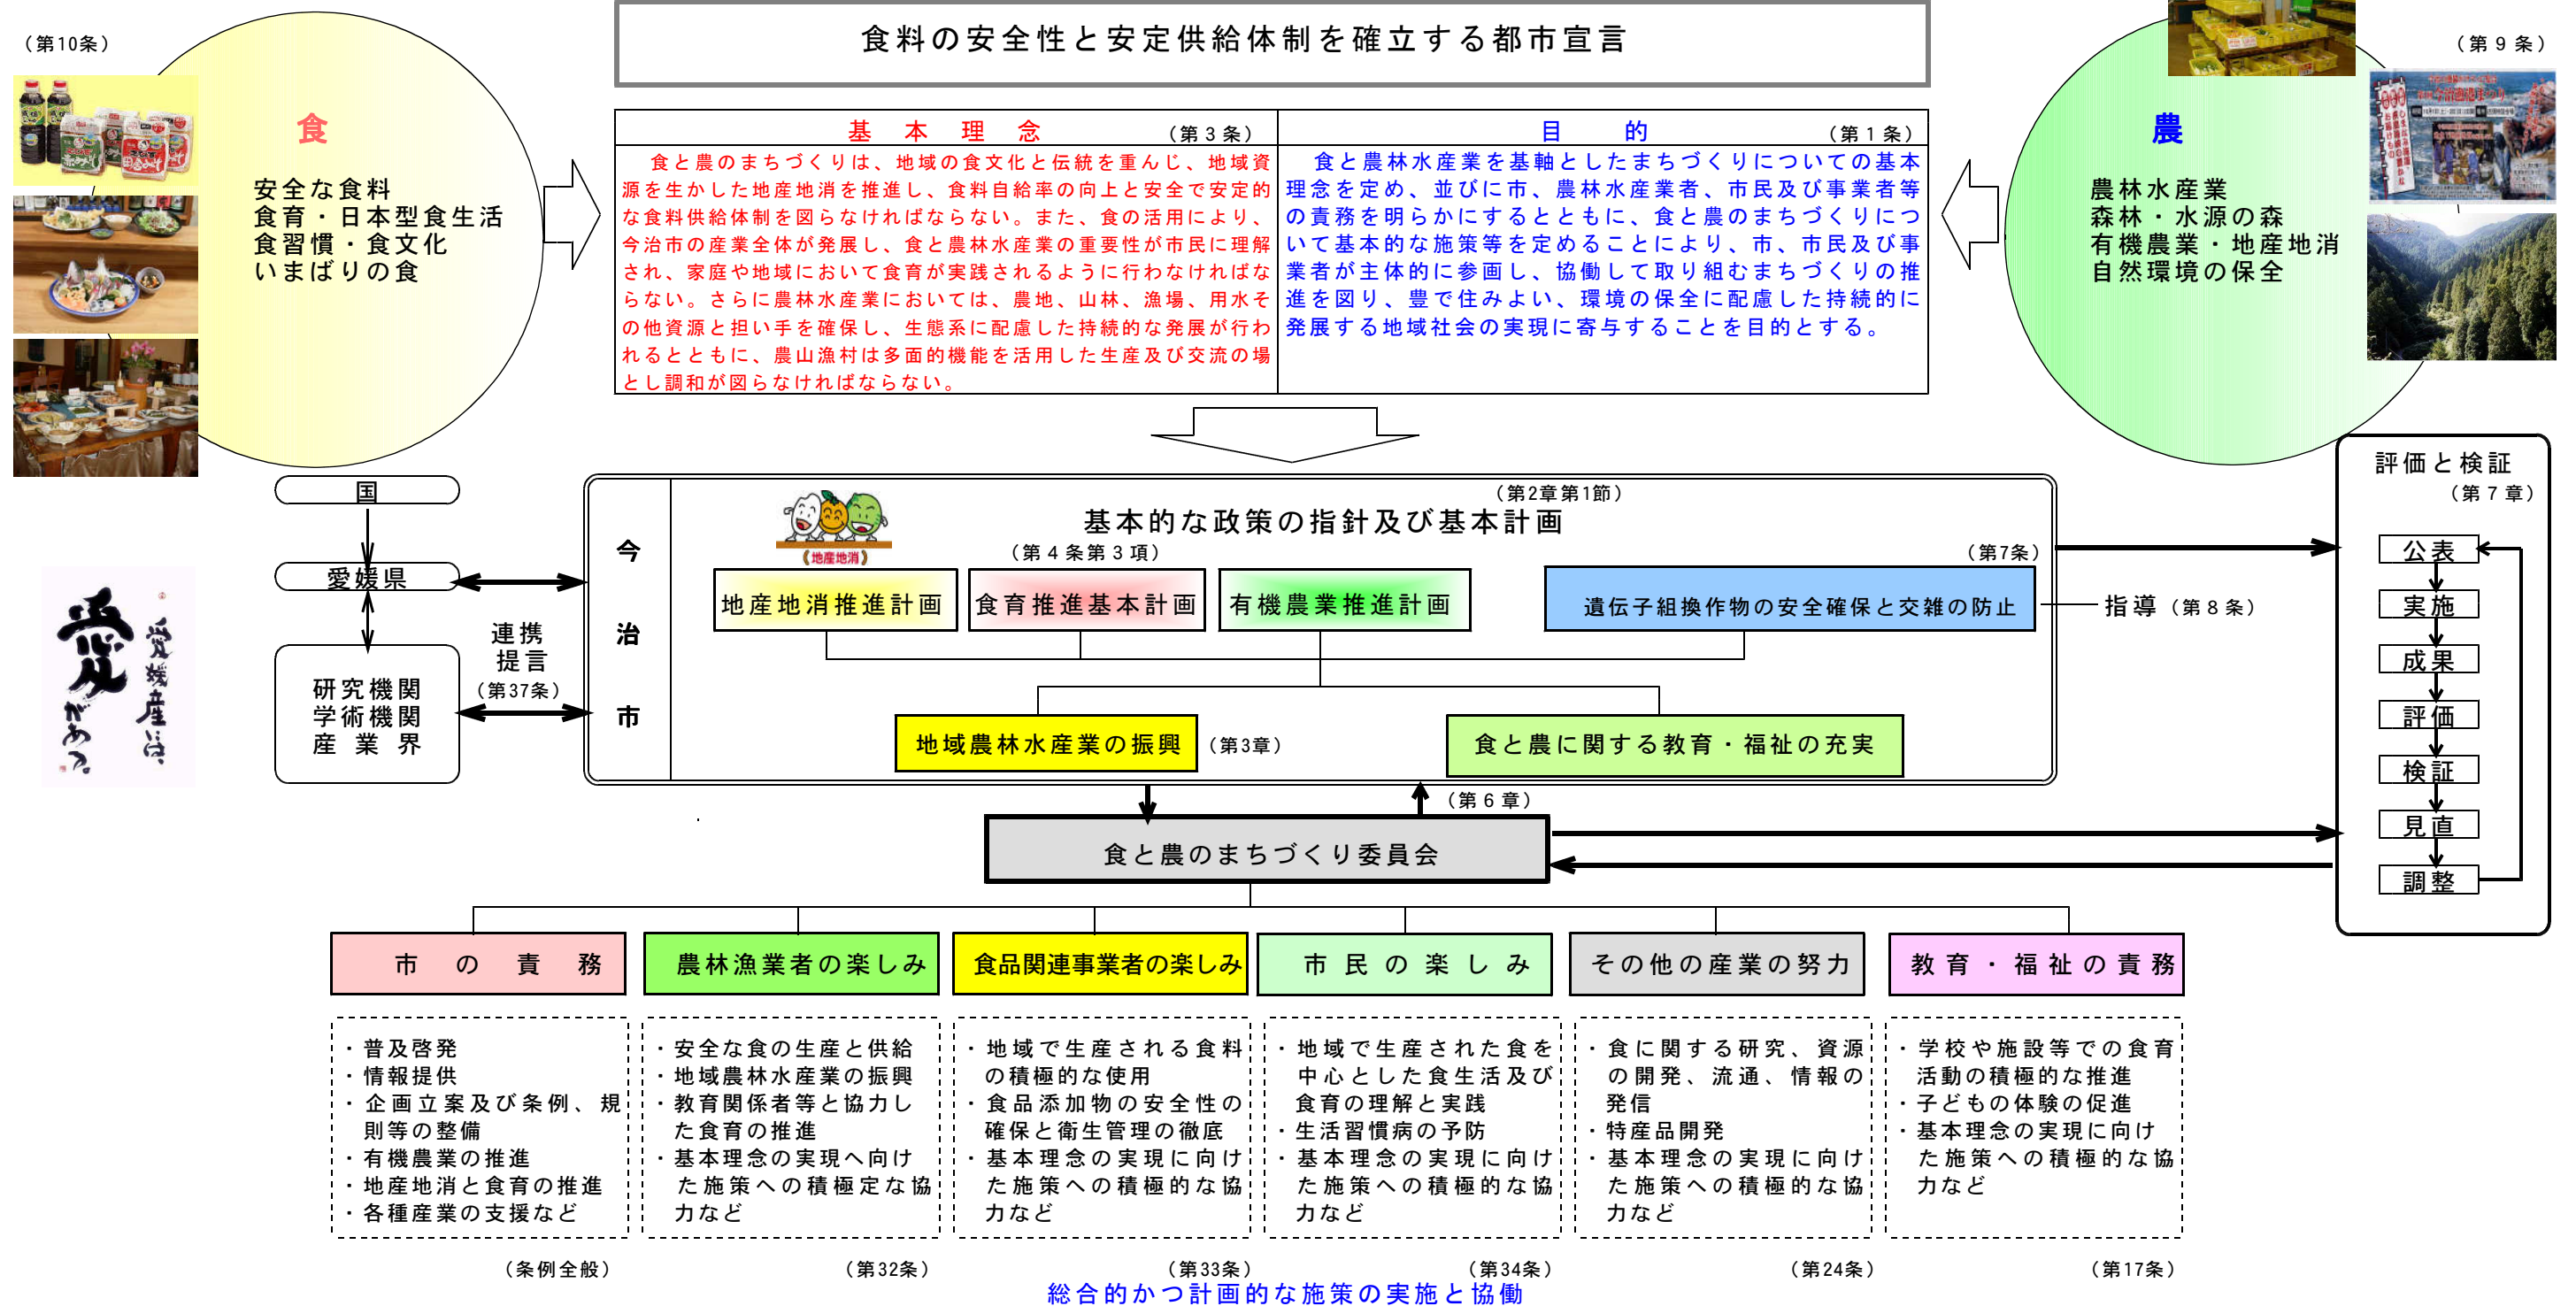 食料の安全性と安定供給体制を確立する都市宣言
（第10条）
食
安全な食料
食育・日本型食生活
食習慣・食文化
いまばりの食
基本理念
（第３条）
食と農のまちづくりは、地域の食文化と伝統を重んじ、地域資
源を生かした地産地消を推進し、食料自給率の向上と安全で安定的
な食料供給体制を図らなければならない。また、食の活用により、
今治市の産業全体が発展し、食と農林水産業の重要性が市民に理解
され、家庭や地域において食育が実践されるように行わなければな
らない。さらに農林水産業においては、農地、山林、漁場、用水そ
の他資源と担い手を確保し、生態系に配慮した持続的な発展が行わ
れるとともに、農山漁村は多面的機能を活用した生産及び交流の場
とし調和が図らなければならない。
目的
（第１条）
食と農林水産業を基軸としたまちづくりについての基本
理念を定め、並びに市、農林水産業者、市民及び事業者等
の責務を明らかにするとともに、食と農のまちづくりにつ
いて基本的な施策等を定めることにより、市、市民及び事
業者が主体的に参画し、協働して取り組むまちづくりの推
進を図り、豊で住みよい、環境の保全に配慮した持続的に
発展する地域社会の実現に寄与することを目的とする。
（第９条）
農
農林水産業
森林・水源の森
有機農業・地産地消
自然環境の保全
国
愛媛県
研究機関
学術機関
産業界
連携
提言
（第37条）
愛媛産には、
愛
がある。
今治市
（第2章第1節）
基本的な政策の指針及び基本計画
地産地消
（第４条第３項）
（第7条）
地産地消推進計画
食育推進基本計画
有機農業推進計画
遺伝子組換作物の安全確保と交雑の防止
指導（第８条）
地域農林水産業の振興
（第3章）
食と農に関する教育・福祉の充実
（第６章）
食と農のまちづくり委員会
評価と検証
（第７章）
公表
実施
成果
評価
検証
見直
調整
市の責務
・普及啓発
・情報提供
・企画立案及び条例、規
則等の整備
・有機農業の推進
・地産地消と食育の推進
・各種産業の支援など
（条例全般）
農林漁業者の楽しみ
・安全な食の生産と供給
・地域農林水産業の振興
・教育関係者等と協力し
た食育の推進
・基本理念の実現へ向け
た施策への積極定な協
力など
（第32条）
食品関連事業者の楽しみ
・地域で生産される食料
の積極的な使用
・食品添加物の安全性の
確保と衛生管理の徹底
・基本理念の実現に向け
た施策への積極的な協
力など
（第33条）
市民の楽しみ
・地域で生産された食を
中心とした食生活及び
食育の理解と実践
・生活習慣病の予防
・基本理念の実現に向け
た施策への積極的な協
力など
（第34条）
その他の産業の努力
・食に関する研究、資源
の開発、流通、情報の
発信
・特産品開発
・基本理念の実現に向け
た施策への積極的な協
力など
（第24条）
教育・福祉の責務
・学校や施設等での食育
活動の積極的な推進
・子どもの体験の促進
・基本理念の実現に向け
た施策への積極的な協
力など
（第17条）
総合的かつ計画的な施策の実施と協働